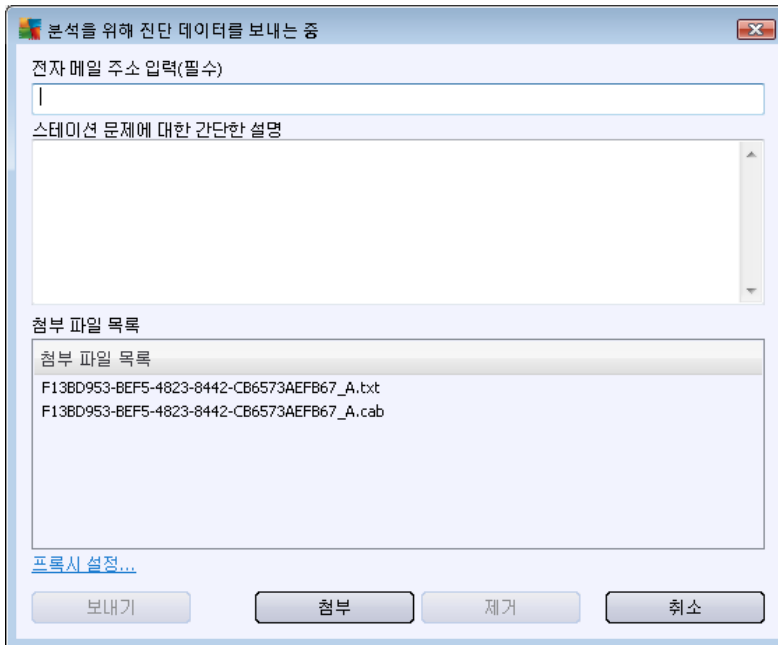 분석을 위해 진단 데이터를 보내는 중
전자 메일 주소 입력(필수)
스테이션 문제에 대한 간단한 설명
첨부 파일 목록
첨부 파일 목록
F13BD953-BEF5-4823-8442-CB6573AEFB67_A.txt
F13BD953-BEF5-4823-8442-CB6573AEFB67_A.cab
프록시 설정...
보내기 첨부 제거 취소